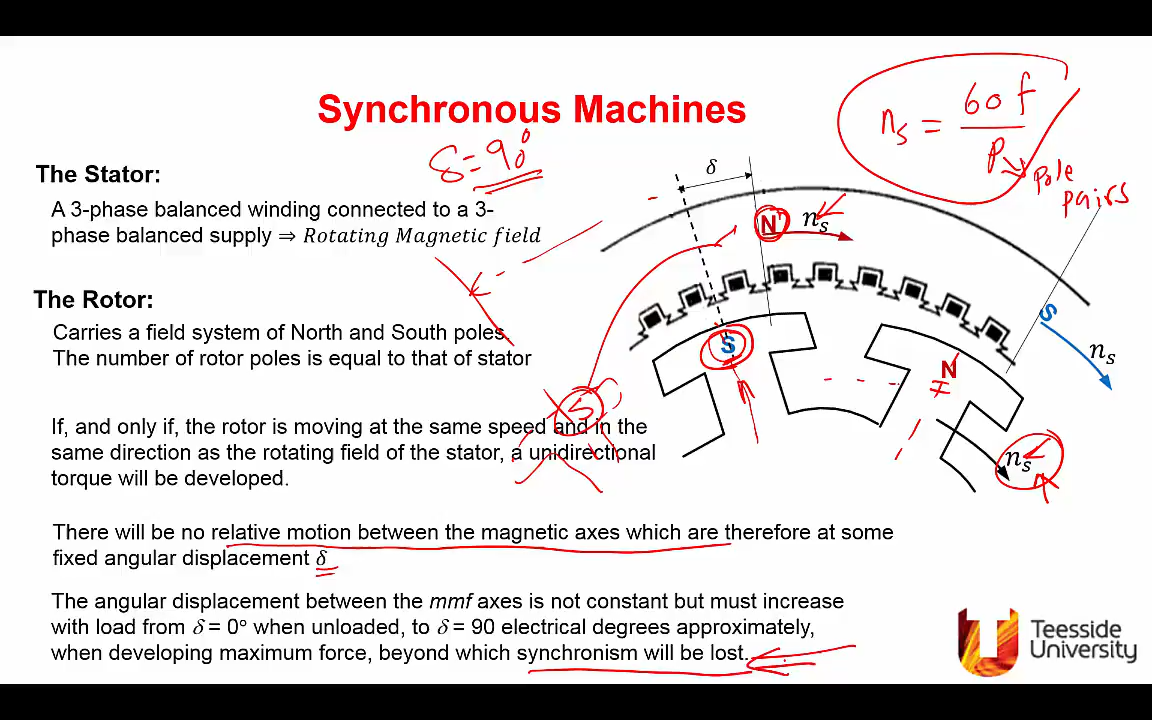 Synchronous Machines
n_s = 60 f / P
Pole
pairs
δ = 90°
The Stator:
A 3-phase balanced winding connected to a 3-
phase balanced supply ⇒ Rotating Magnetic field
The Rotor:
Carries a field system of North and South poles.
The number of rotor poles is equal to that of stator
If, and only if, the rotor is moving at the same speed and in the
same direction as the rotating field of the stator, a unidirectional
torque will be developed.
There will be no relative motion between the magnetic axes which are therefore at some
fixed angular displacement δ
The angular displacement between the mmf axes is not constant but must increase
with load from δ = 0° when unloaded, to δ = 90 electrical degrees approximately,
when developing maximum force, beyond which synchronism will be lost.
δ
N
n_s
S
n_s
S
N
n_s
S
Teesside
University